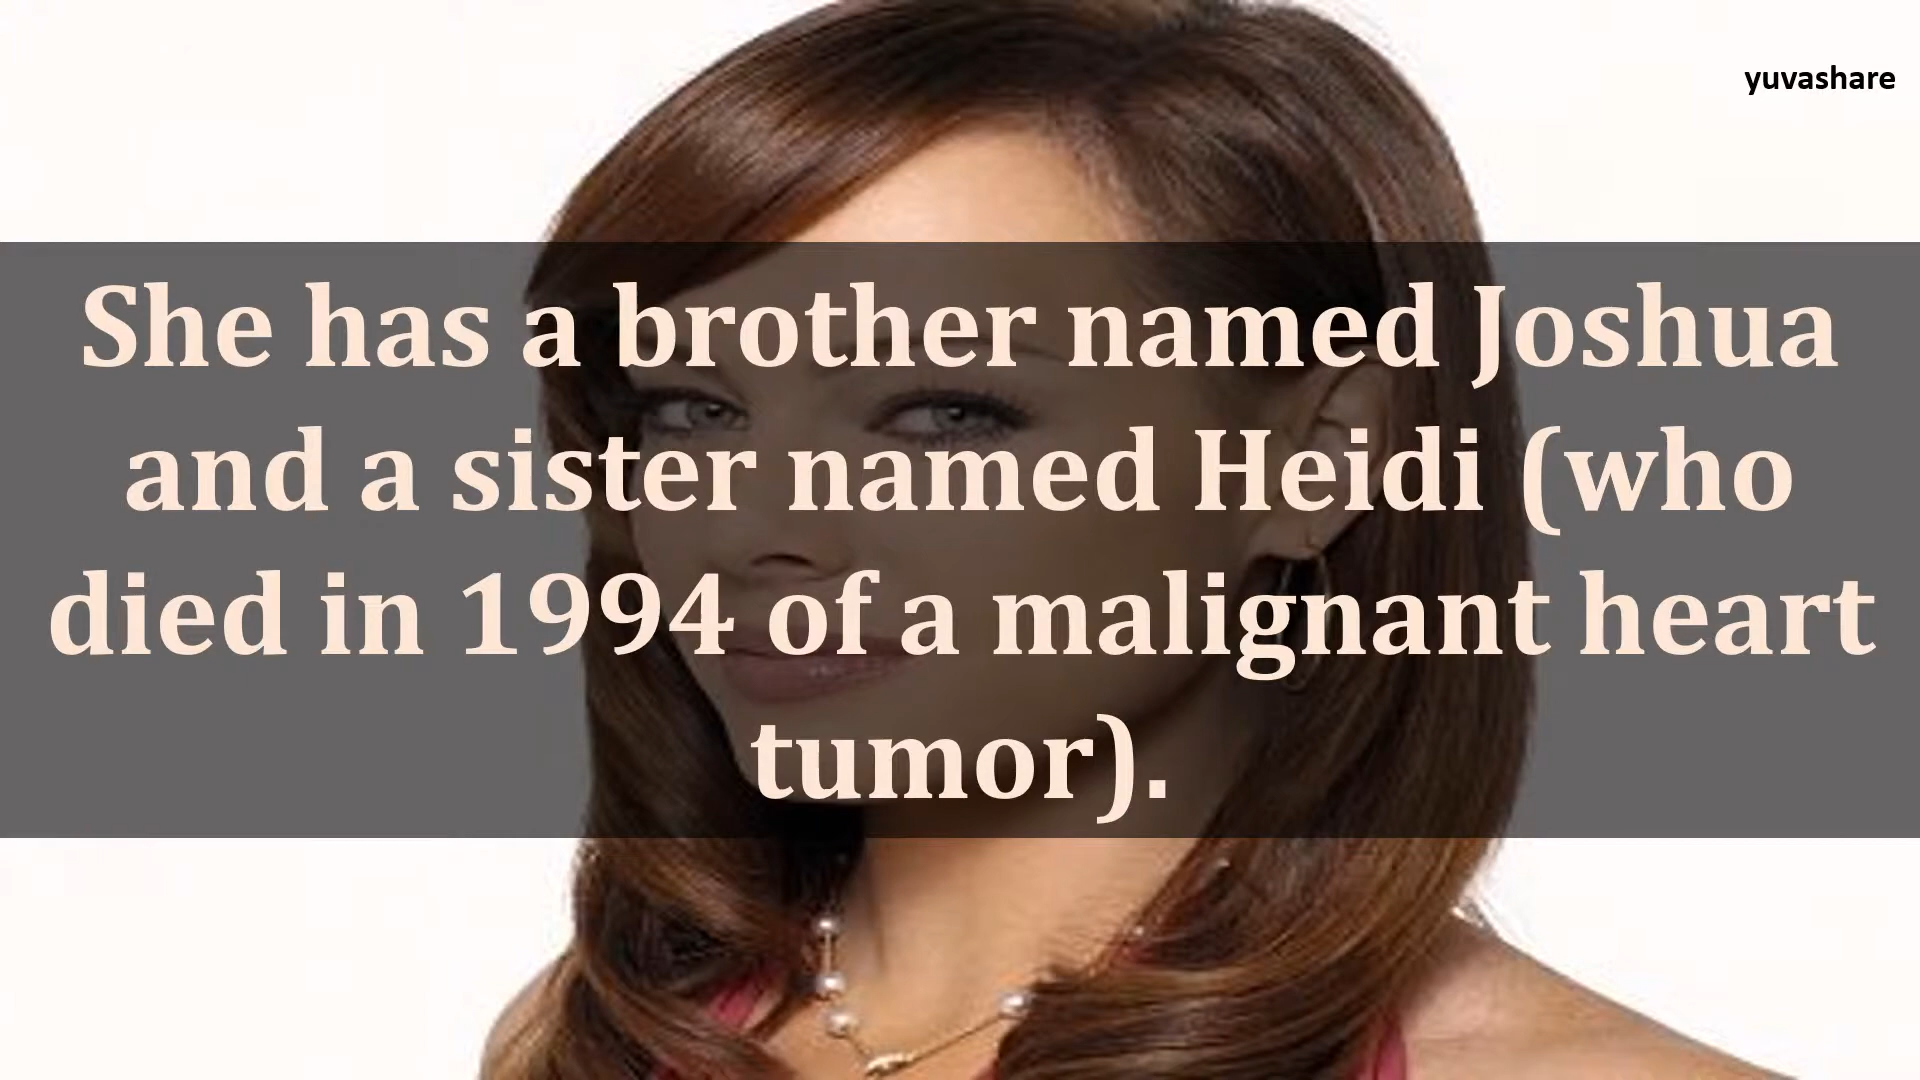 yuvashare
She has a brother named Joshua
and a sister named Heidi (who
died in 1994 of a malignant heart
tumor).